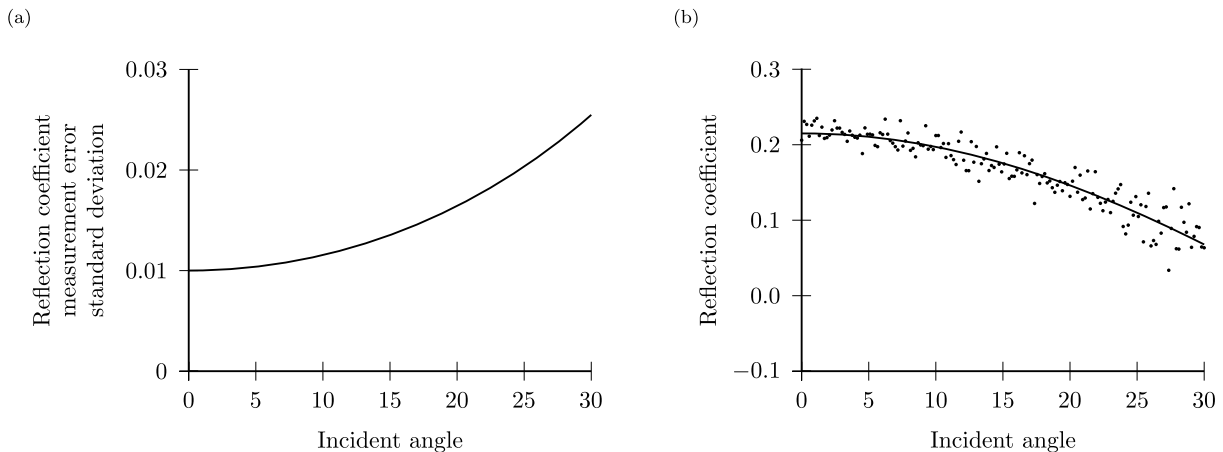 (a)
Reflection coefficient
measurement error
standard deviation
0.03
0.02
0.01
0
0 5 10 15 20 25 30
Incident angle
(b)
Reflection coefficient
0.3
0.2
0.1
0.0
−0.1
0 5 10 15 20 25 30
Incident angle